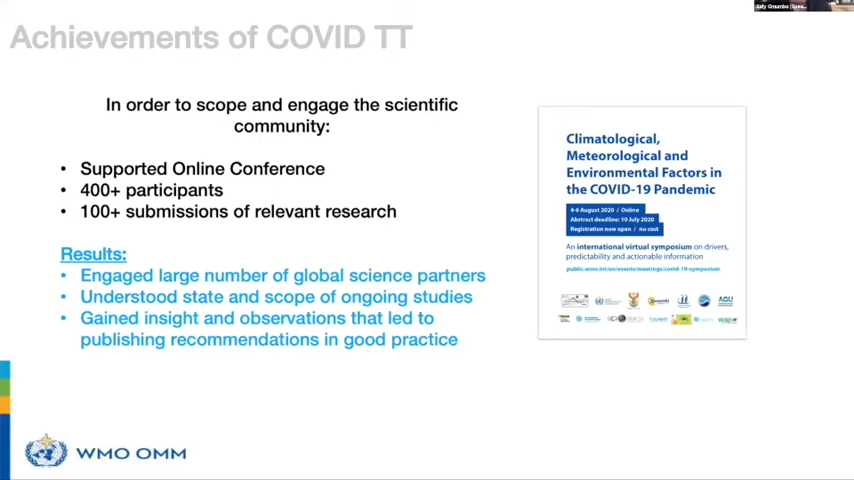 Judy Omumbo
Achievements of COVID TT
In order to scope and engage the scientific
community:
• Supported Online Conference
• 400+ participants
• 100+ submissions of relevant research
Results:
• Engaged large number of global science partners
• Understood state and scope of ongoing studies
• Gained insight and observations that led to
publishing recommendations in good practice
Climatological,
Meteorological and
Environmental Factors in
the COVID-19 Pandemic
4-6 August 2020 / Online
Abstract deadline: 10 July 2020
Registration now open / no cost
An international virtual symposium on drivers,
predictability and actionable information
public.wmo.int/en/events/meetings/covid-19-symposium
AGU
WMO OMM